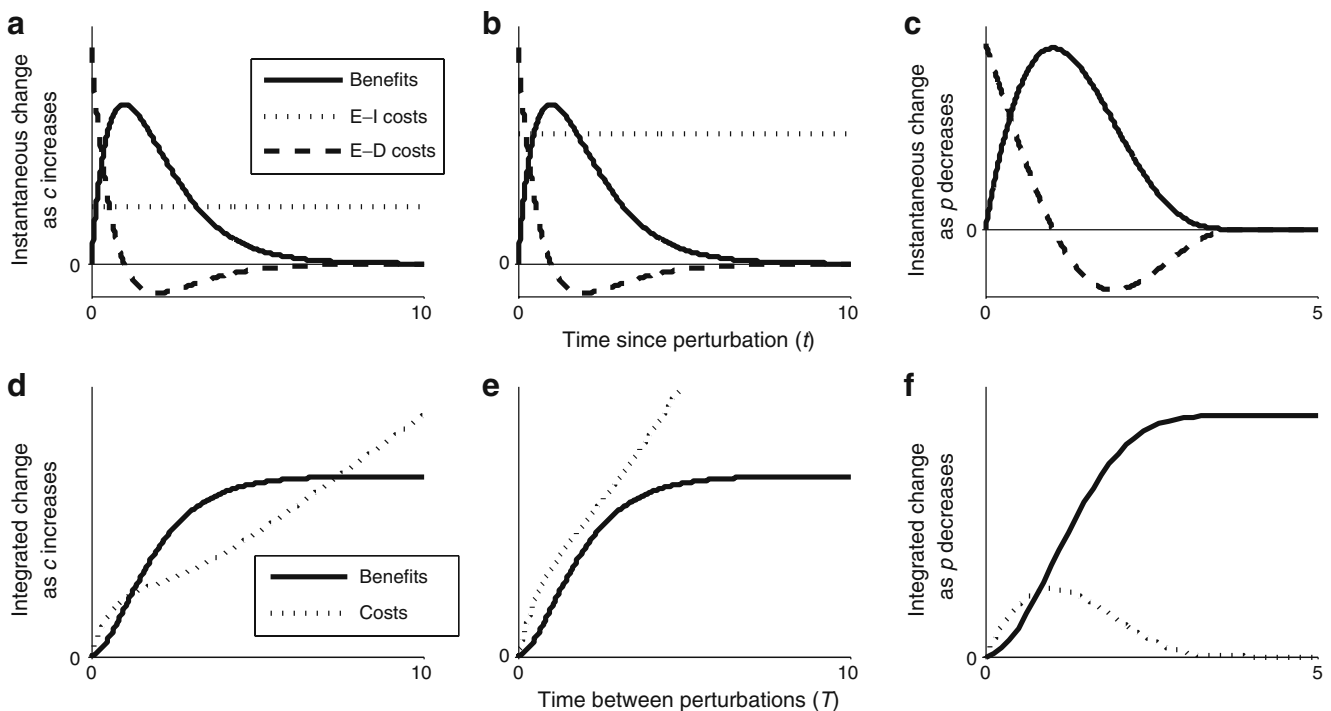 a
b
c
Instantaneous change
as c increases
Benefits
E–I costs
E–D costs
0
0
10
0
10
Time since perturbation (t)
Instantaneous change
as p decreases
0
0
5
d
e
f
Integrated change
as c increases
Benefits
Costs
0
0
10
0
10
Time between perturbations (T)
Integrated change
as p decreases
0
0
5